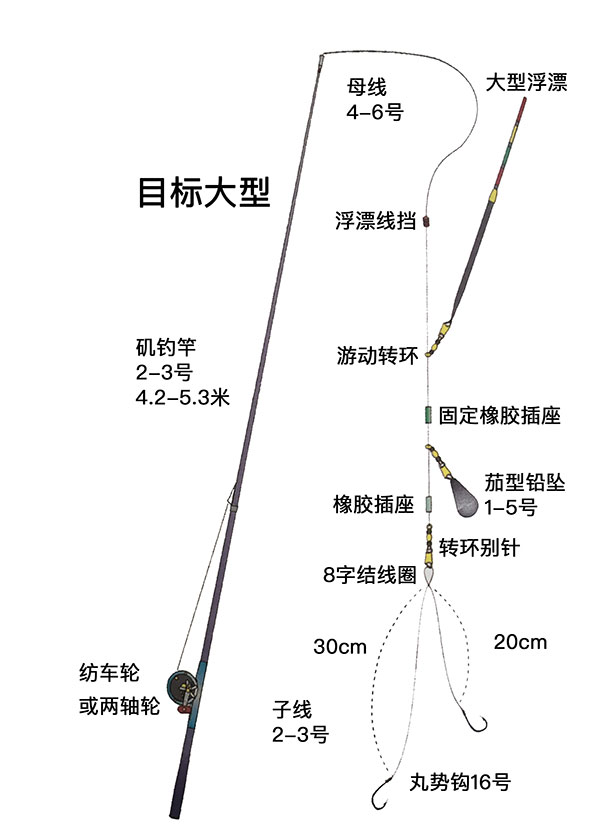 大型浮漂
母线
4-6号
目标大型
浮漂线挡
矶钓竿
2-3号
4.2-5.3米
游动转环
固定橡胶插座
茄型铅坠
1-5号
橡胶插座
转环别针
8字结线圈
30cm
20cm
纺车轮
或两轴轮
子线
2-3号
丸势钩16号